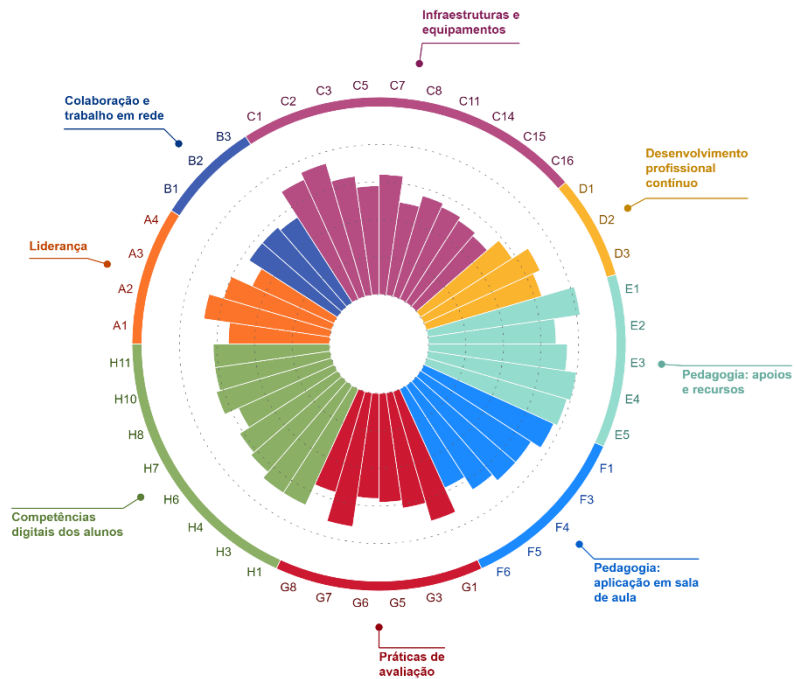 Infraestruturas e
equipamentos
Colaboração e
trabalho em rede
Desenvolvimento
profissional
contínuo
Liderança
Pedagogia: apoios
e recursos
Competências
digitais dos alunos
Pedagogia:
aplicação em sala
de aula
Práticas de
avaliação
A1
A2
A3
A4
B1
B2
B3
C1
C2
C3
C5
C7
C8
C11
C14
C15
C16
D1
D2
D3
E1
E2
E3
E4
E5
F1
F3
F4
F5
F6
G1
G3
G5
G6
G7
G8
H1
H3
H4
H6
H7
H8
H10
H11